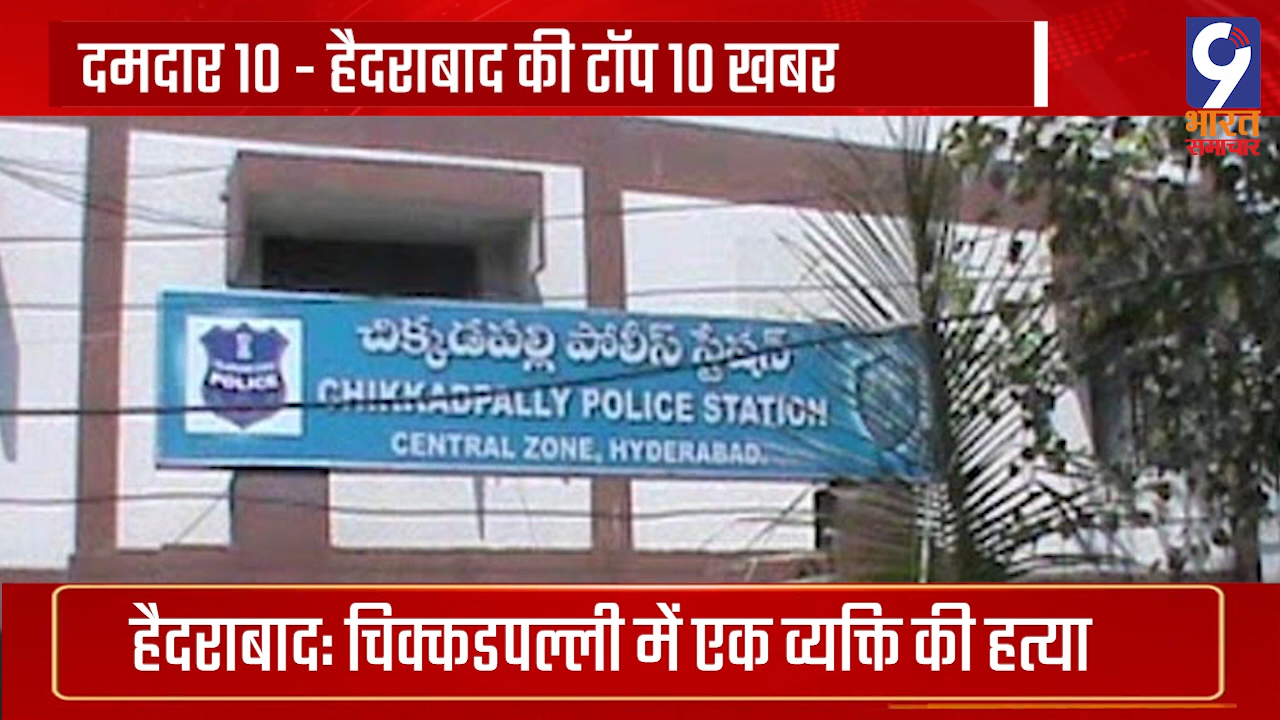 दमदार 10 - हैदराबाद की टॉप 10 खबर
9
भारत
समाचार
చిక్కడపల్లి పోలీస్ స్టేషన్
POLICE
CHIKKADPALLY POLICE STATION
CENTRAL ZONE, HYDERABAD.
हैदराबाद: चिक्कडपल्ली में एक व्यक्ति की हत्या